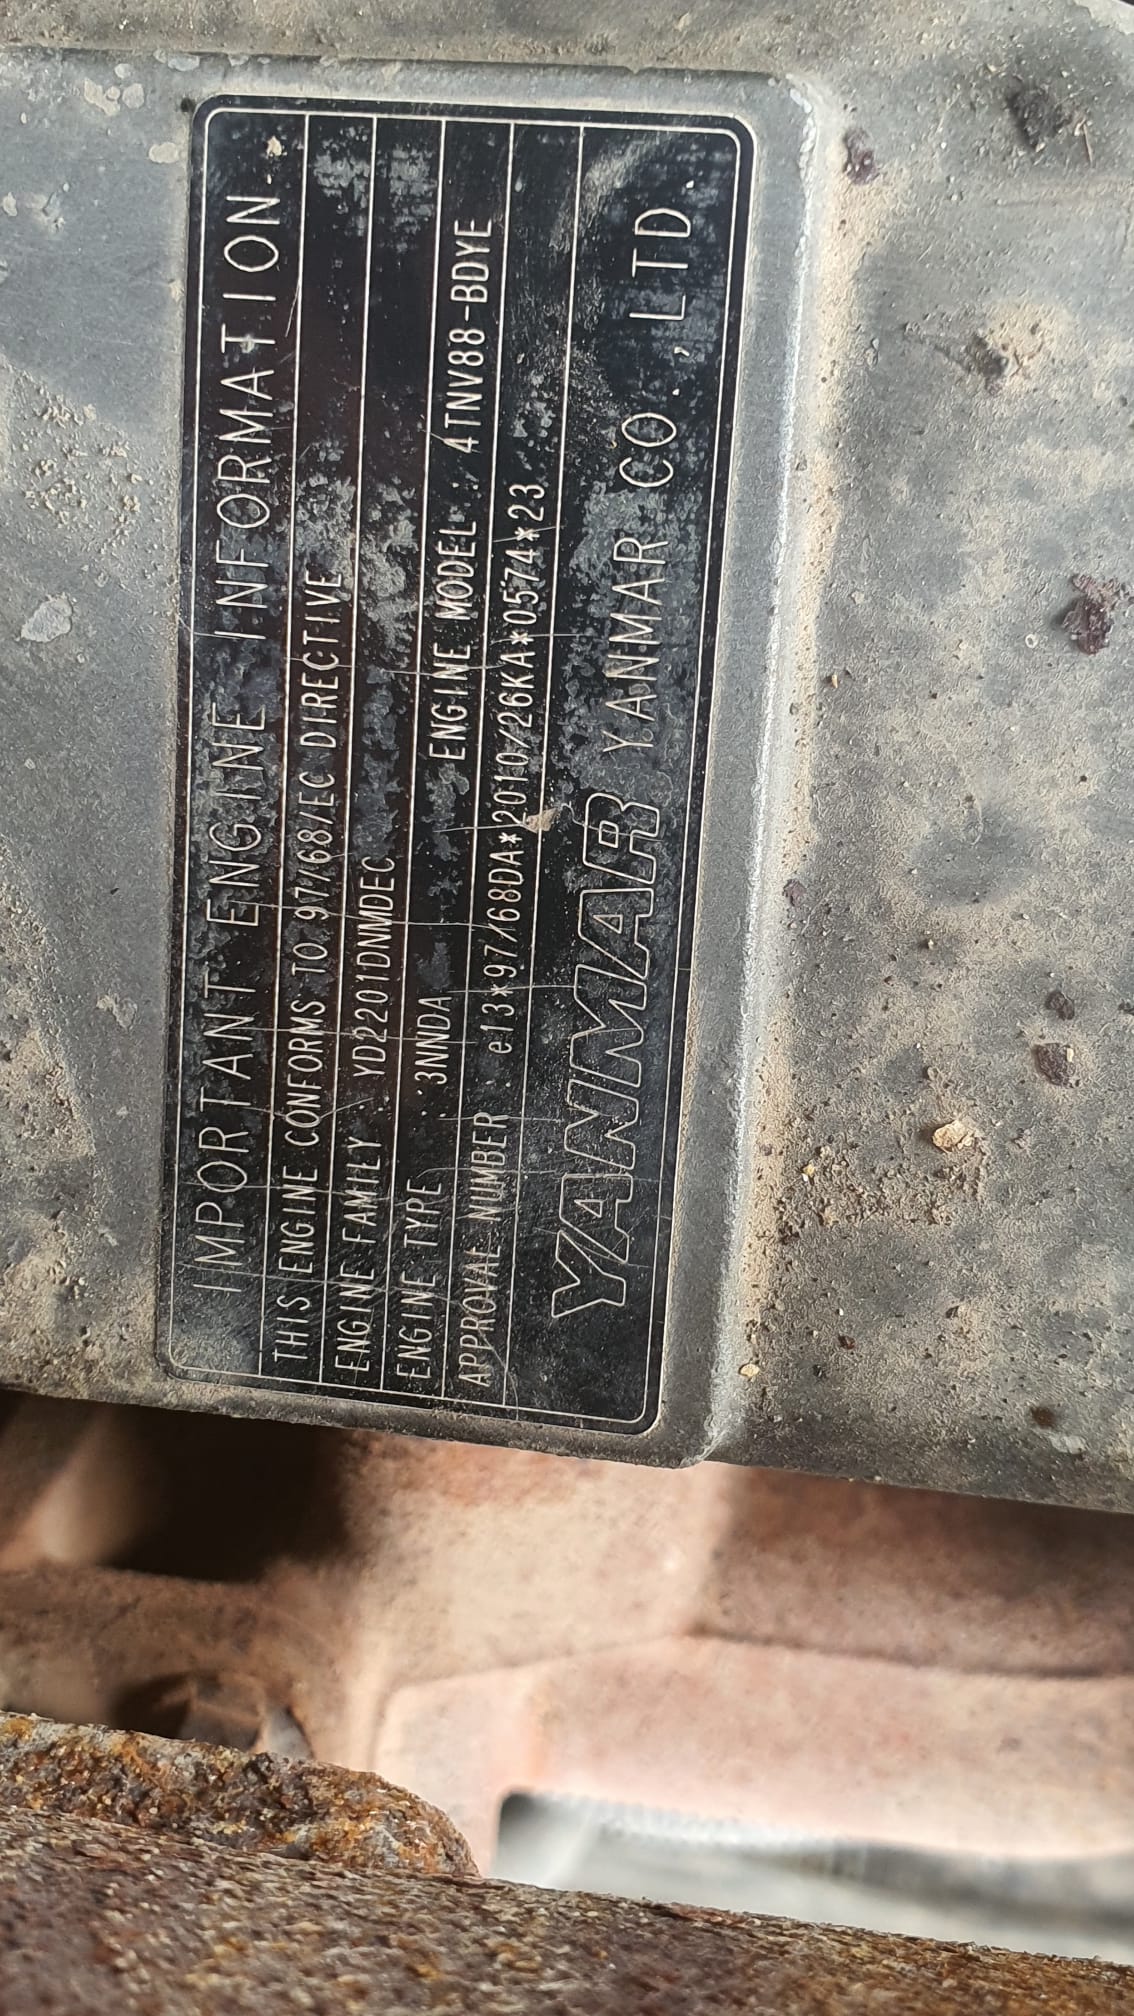 IMPORTANT ENGINE INFORMATION
THIS ENGINE CONFORMS TO 97/68/EC DIRECTIVE
ENGINE FAMILY : YD2201DNMDEC
ENGINE TYPE : 3NNDA ENGINE MODEL : 4TNV88-BDYE
APPROVAL NUMBER : e13*97/68DA*2010/26KA*0574*23
YANMAR YANMAR CO.,LTD.